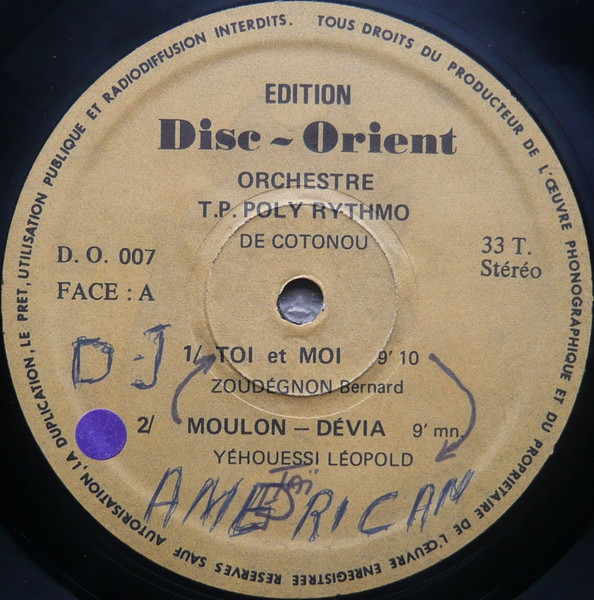 TOUS DROITS DU PRODUCTEUR DE L'ŒUVRE PHONOGRAPHIQUE ET DU PROPRIETAIRE DE L'ŒUVRE ENREGISTREE RESERVES SAUF AUTORISATION, LA DUPLICATION, LE PRET, UTILISATION PUBLIQUE ET RADIODIFFUSION INTERDITS.
EDITION
Disc ~ Orient
ORCHESTRE
T.P. POLY RYTHMO
DE COTONOU
D. O. 007
FACE : A
33 T.
Stéréo
D-J
1/ TOI et MOI 9' 10
ZOUDÉGNON Bernard
2/ MOULON – DÉVIA 9' mn
YÉHOUESSI LÉOPOLD
AMERICAN